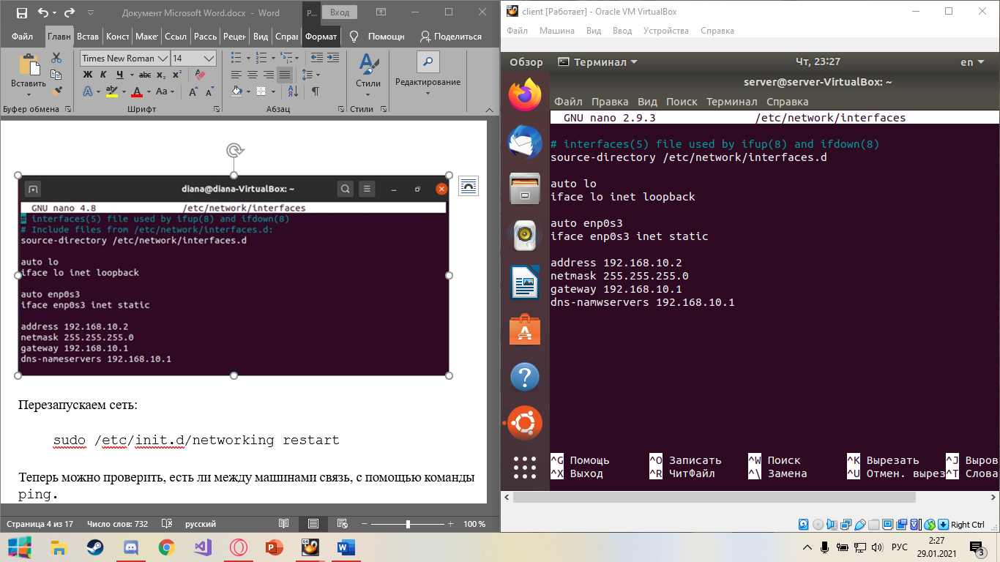 Документ Microsoft Word.docx - Word
Р...
Вход
Файл
Главн
Встав
Конст
Макет
Ссыл
Рассы
Рецен
Вид
Справ
Формат
Помощн
Поделиться
Вставить
Times New Roman
14
Ж К Ч abc x₂ x²
A aby A Aa A A
Стили
Редактирование
Буфер обмена
Шрифт
Абзац
Стили
diana@diana-VirtualBox: ~
GNU nano 4.8 /etc/network/interfaces
# interfaces(5) file used by ifup(8) and ifdown(8)
# Include files from /etc/network/interfaces.d:
source-directory /etc/network/interfaces.d
auto lo
iface lo inet loopback
auto enp0s3
iface enp0s3 inet static
address 192.168.10.2
netmask 255.255.255.0
gateway 192.168.10.1
dns-nameservers 192.168.10.1
Перезапускаем сеть:
sudo /etc/init.d/networking restart
Теперь можно проверить, есть ли между машинами связь, с помощью команды
ping.
Страница 4 из 17
Число слов: 732
русский
100 %
client [Работает] - Oracle VM VirtualBox
Файл Машина Вид Ввод Устройства Справка
Обзор
Терминал
Чт, 23:27
en
server@server-VirtualBox: ~
Файл Правка Вид Поиск Терминал Справка
GNU nano 2.9.3 /etc/network/interfaces
# interfaces(5) file used by ifup(8) and ifdown(8)
source-directory /etc/network/interfaces.d
auto lo
iface lo inet loopback
auto enp0s3
iface enp0s3 inet static
address 192.168.10.2
netmask 255.255.255.0
gateway 192.168.10.1
dns-namwservers 192.168.10.1
^G Помощь ^O Записать ^W Поиск ^K Вырезать ^J Выров
^X Выход ^R ЧитФайл ^\ Замена ^U Отмен. вырез ^T Слова
Right Ctrl
РУС
2:27
29.01.2021
3